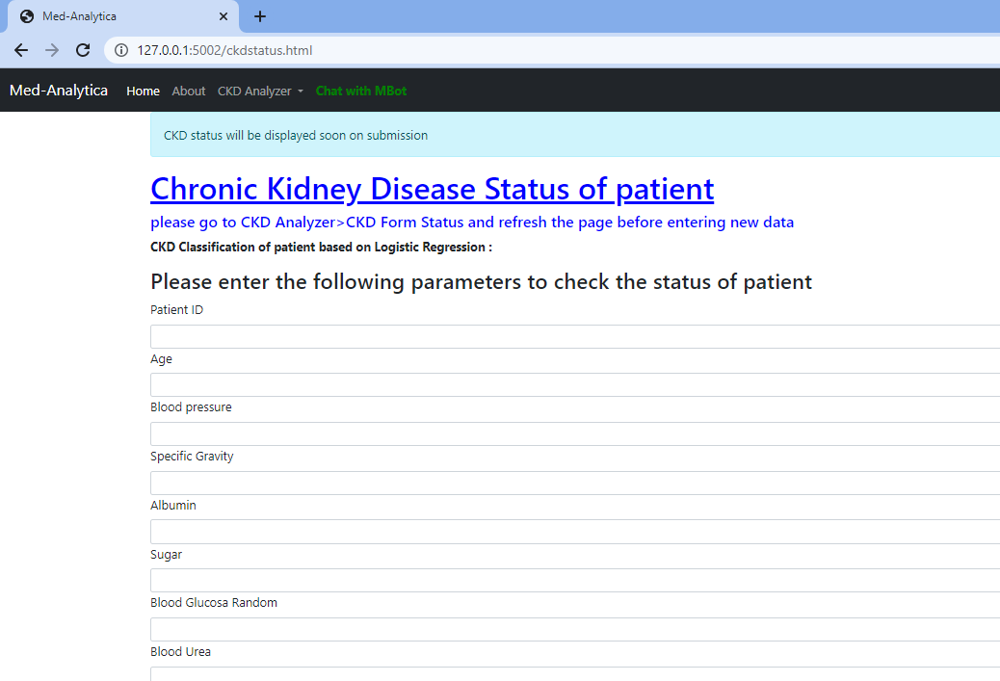 Med-Analytica
127.0.0.1:5002/ckdstatus.html
Med-Analytica Home About CKD Analyzer Chat with MBot
CKD status will be displayed soon on submission
Chronic Kidney Disease Status of patient
please go to CKD Analyzer>CKD Form Status and refresh the page before entering new data
CKD Classification of patient based on Logistic Regression :
Please enter the following parameters to check the status of patient
Patient ID
Age
Blood pressure
Specific Gravity
Albumin
Sugar
Blood Glucosa Random
Blood Urea